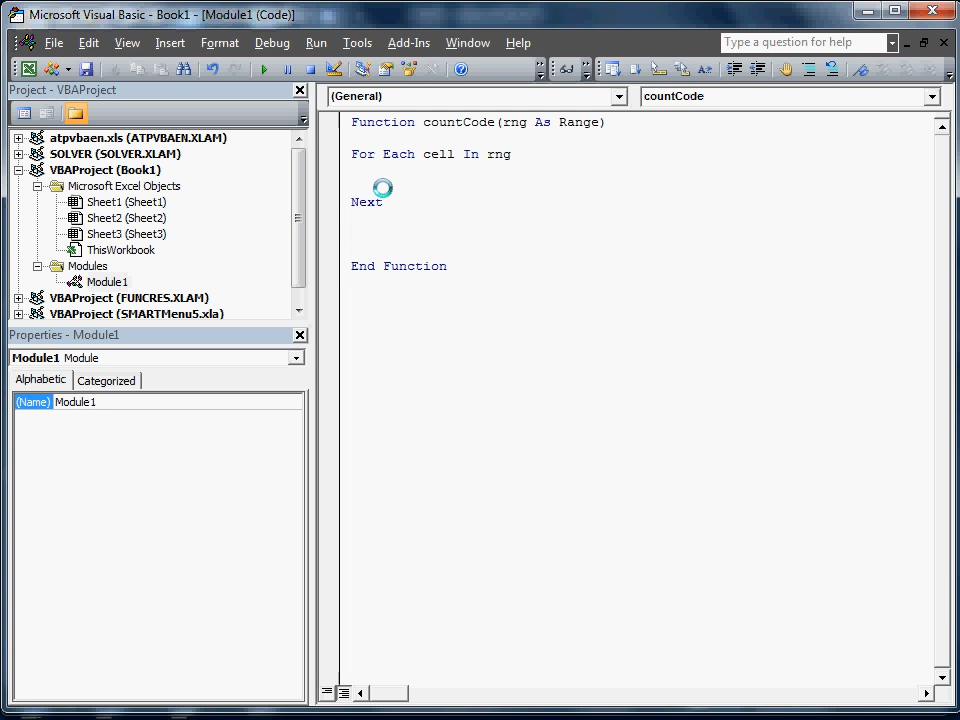 Microsoft Visual Basic - Book1 - [Module1 (Code)]
File Edit View Insert Format Debug Run Tools Add-Ins Window Help
Type a question for help
Project - VBAProject
(General)
countCode
atpvbaen.xls (ATPVBAEN.XLAM)
SOLVER (SOLVER.XLAM)
VBAProject (Book1)
Microsoft Excel Objects
Sheet1 (Sheet1)
Sheet2 (Sheet2)
Sheet3 (Sheet3)
ThisWorkbook
Modules
Module1
VBAProject (FUNCRES.XLAM)
VBAProject (SMARTMenu5.xla)
Properties - Module1
Module1 Module
Alphabetic Categorized
(Name) Module1
Function countCode(rng As Range)
For Each cell In rng
Next
End Function